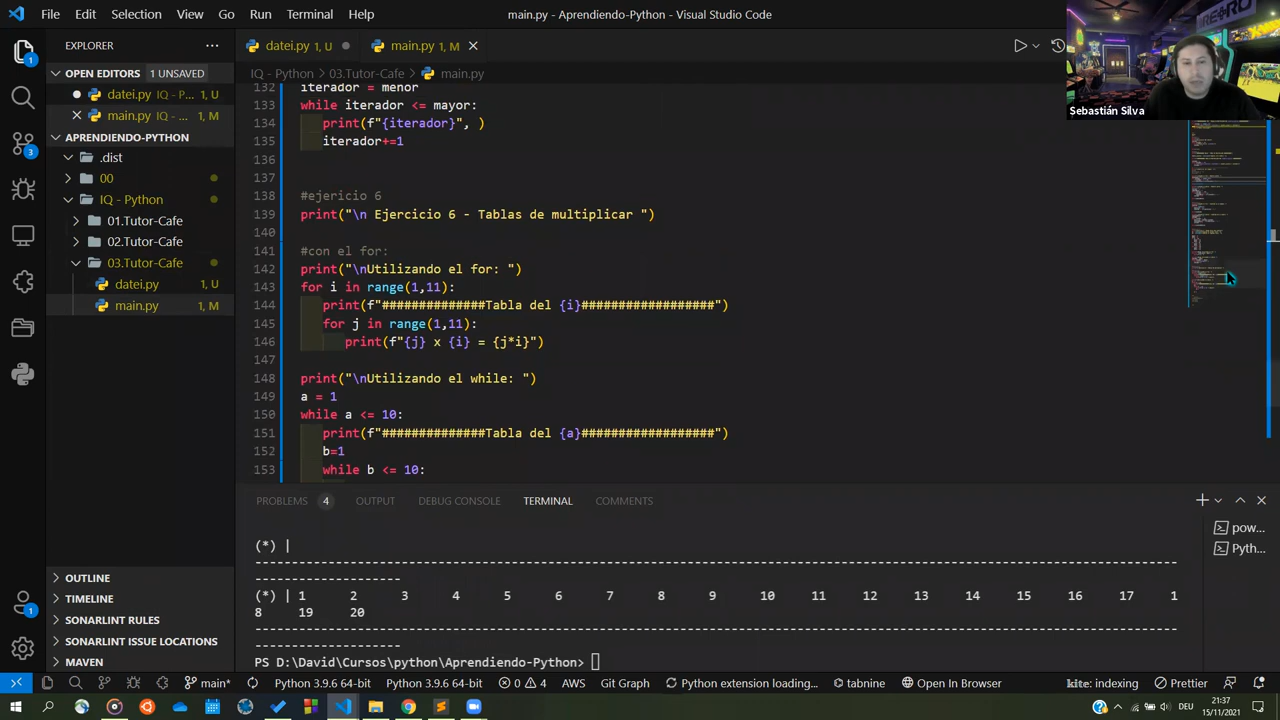 File Edit Selection View Go Run Terminal Help
main.py - Aprendiendo-Python - Visual Studio Code
Sebastián Silva
EXPLORER
OPEN EDITORS 1 UNSAVED
datei.py IQ - P... 1, U
main.py IQ - ... 1, M
APRENDIENDO-PYTHON
.dist
00
IQ - Python
01.Tutor-Cafe
02.Tutor-Cafe
03.Tutor-Cafe
datei.py 1, U
main.py 1, M
OUTLINE
TIMELINE
SONARLINT RULES
SONARLINT ISSUE LOCATIONS
MAVEN
datei.py 1, U
main.py 1, M
IQ - Python > 03.Tutor-Cafe > main.py
132 iterador = menor
133 while iterador <= mayor:
134 print(f"{iterador}", )
135 iterador+=1
136
137
138 #ejericio 6
139 print("\n Ejercicio 6 - Tablas de multiplicar ")
140
141 #con el for:
142 print("\nUtilizando el for: ")
143 for i in range(1,11):
144 print(f"##############Tabla del {i}##################")
145 for j in range(1,11):
146 print(f"{j} x {i} = {j*i}")
147
148 print("\nUtilizando el while: ")
149 a = 1
150 while a <= 10:
151 print(f"##############Tabla del {a}##################")
152 b=1
153 while b <= 10:
PROBLEMS 4 OUTPUT DEBUG CONSOLE TERMINAL COMMENTS
pow...
Pyth...
(*) |
(*) | 1 2 3 4 5 6 7 8 9 10 11 12 13 14 15 16 17 1
8 19 20
PS D:\David\Cursos\python\Aprendiendo-Python>
main* Python 3.9.6 64-bit Python 3.9.6 64-bit 0 4 AWS Git Graph Python extension loading... tabnine Open In Browser kite: indexing Prettier
DEU
21:37
15/11/2021